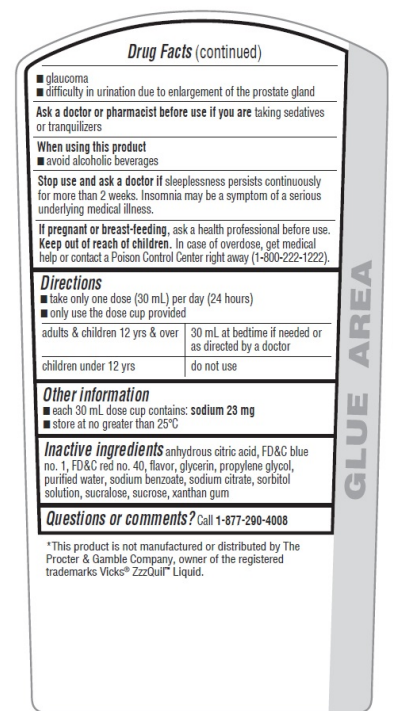 Drug Facts (continued)
■ glaucoma
■ difficulty in urination due to enlargement of the prostate gland
Ask a doctor or pharmacist before use if you are taking sedatives
or tranquilizers
When using this product
■ avoid alcoholic beverages
Stop use and ask a doctor if sleeplessness persists continuously
for more than 2 weeks. Insomnia may be a symptom of a serious
underlying medical illness.
If pregnant or breast-feeding, ask a health professional before use.
Keep out of reach of children. In case of overdose, get medical
help or contact a Poison Control Center right away (1-800-222-1222).
Directions
■ take only one dose (30 mL) per day (24 hours)
■ only use the dose cup provided
adults & children 12 yrs & over 30 mL at bedtime if needed or
as directed by a doctor
children under 12 yrs do not use
Other information
■ each 30 mL dose cup contains: sodium 23 mg
■ store at no greater than 25°C
Inactive ingredients anhydrous citric acid, FD&C blue
no. 1, FD&C red no. 40, flavor, glycerin, propylene glycol,
purified water, sodium benzoate, sodium citrate, sorbitol
solution, sucralose, sucrose, xanthan gum
Questions or comments? Call 1-877-290-4008
*This product is not manufactured or distributed by The
Procter & Gamble Company, owner of the registered
trademarks Vicks® ZzzQuil™ Liquid.
GLUE AREA